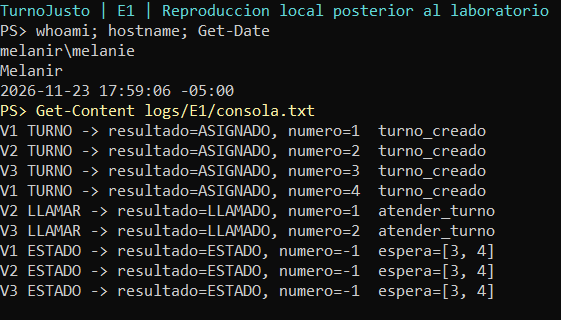 TurnoJusto | E1 | Reproduccion local posterior al laboratorio
PS> whoami; hostname; Get-Date
melanir\melanie
Melanir
2026-11-23 17:59:06 -05:00
PS> Get-Content logs/E1/consola.txt
V1 TURNO -> resultado=ASIGNADO, numero=1  turno_creado
V2 TURNO -> resultado=ASIGNADO, numero=2  turno_creado
V3 TURNO -> resultado=ASIGNADO, numero=3  turno_creado
V1 TURNO -> resultado=ASIGNADO, numero=4  turno_creado
V2 LLAMAR -> resultado=LLAMADO, numero=1  atender_turno
V3 LLAMAR -> resultado=LLAMADO, numero=2  atender_turno
V1 ESTADO -> resultado=ESTADO, numero=-1  espera=[3, 4]
V2 ESTADO -> resultado=ESTADO, numero=-1  espera=[3, 4]
V3 ESTADO -> resultado=ESTADO, numero=-1  espera=[3, 4]